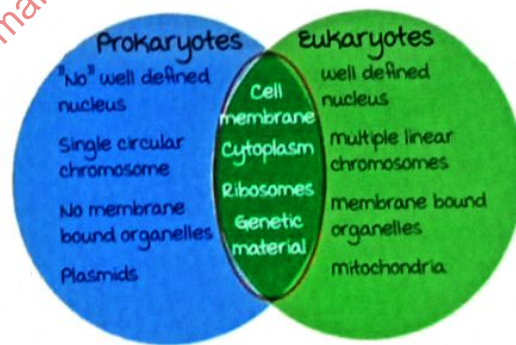 Prokaryotes
"No" well defined
nucleus
Single circular
chromosome
No membrane
bound organelles
Plasmids
Cell
membrane
Cytoplasm
Ribosomes
Genetic
material
Eukaryotes
well defined
nucleus
multiple linear
chromosomes
membrane bound
organelles
mitochondria